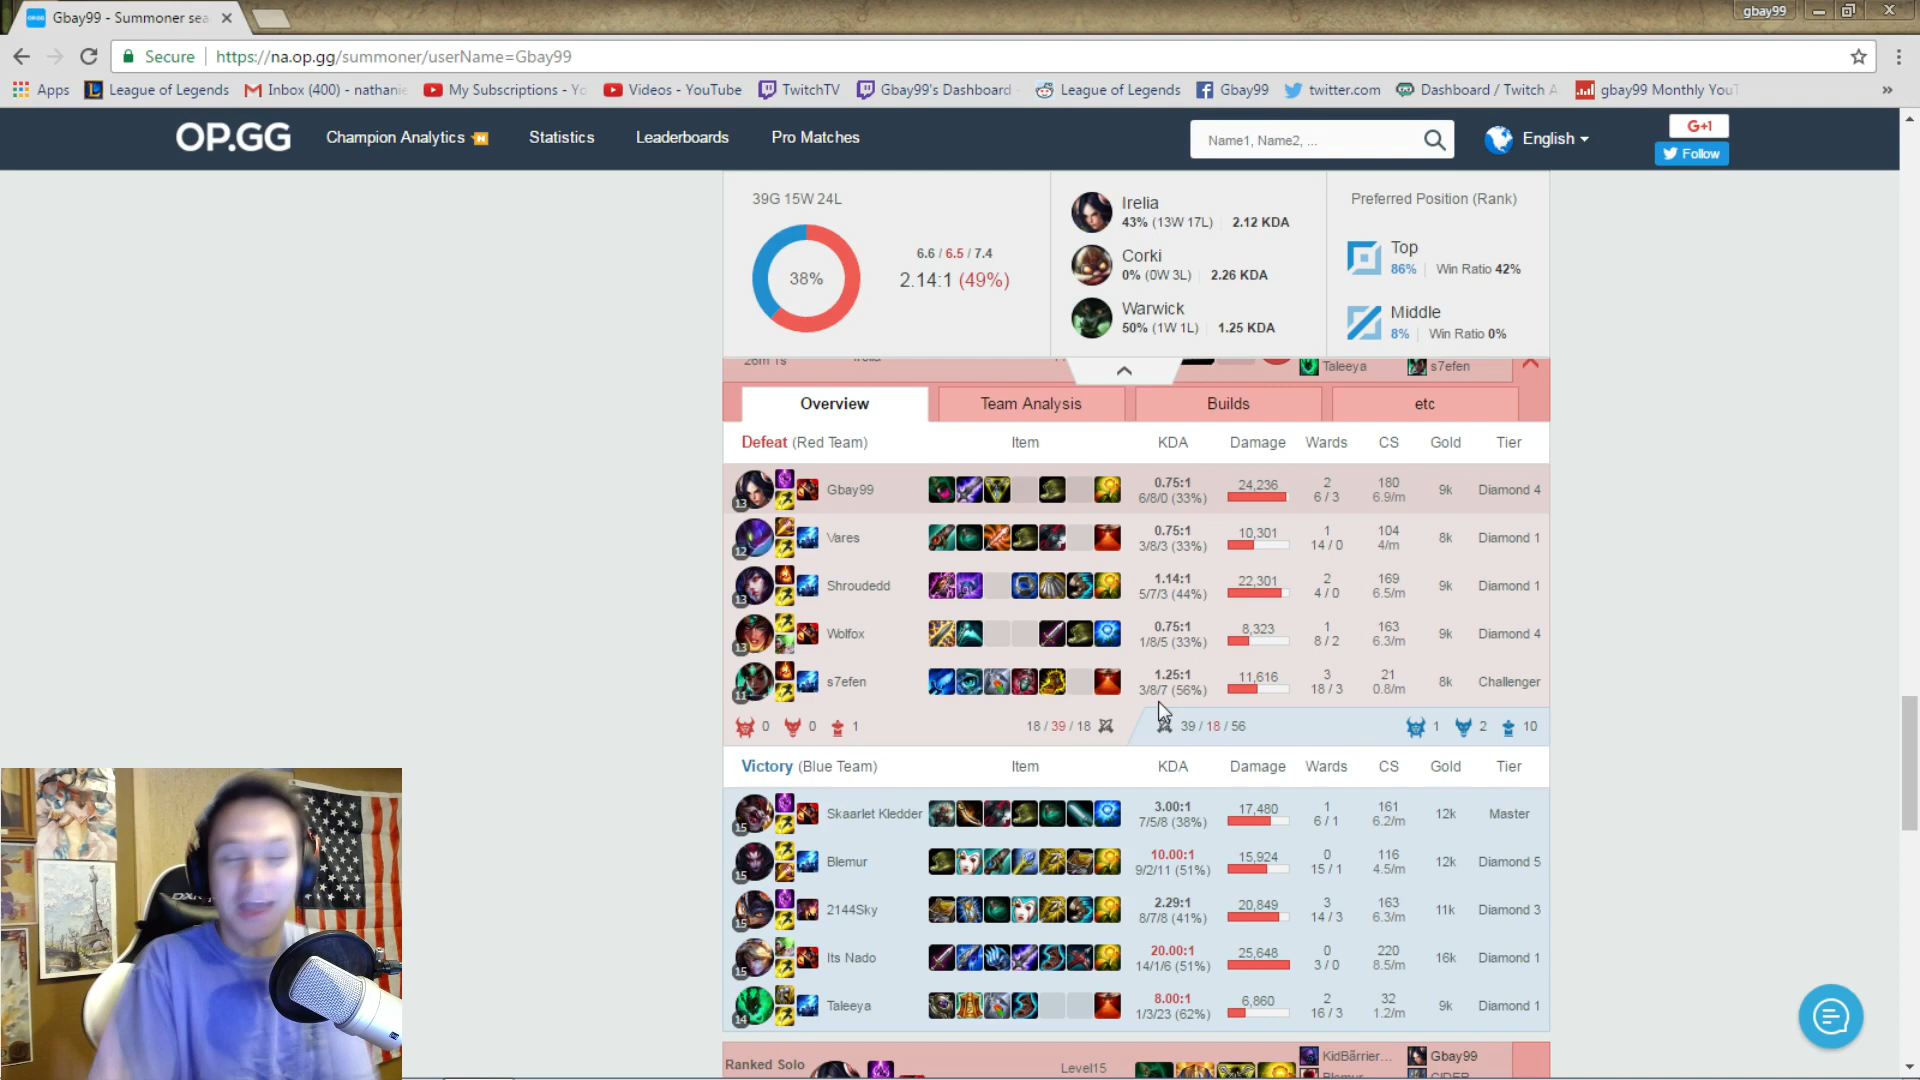 Gbay99 - Summoner sea
gbay99
Secure https://na.op.gg/summoner/userName=Gbay99
Apps League of Legends Inbox (400) - nathanie My Subscriptions - Yo Videos - YouTube TwitchTV Gbay99's Dashboard League of Legends Gbay99 twitter.com Dashboard / Twitch A gbay99 Monthly YouT »
OP.GG Champion Analytics N Statistics Leaderboards Pro Matches Name1, Name2, ... English G+1
Follow
39G 15W 24L
38%
6.6 / 6.5 / 7.4
2.14:1 (49%)
Irelia
43% (13W 17L) 2.12 KDA
Corki
0% (0W 3L) 2.26 KDA
Warwick
50% (1W 1L) 1.25 KDA
Preferred Position (Rank)
Top
86% Win Ratio 42%
Middle
8% Win Ratio 0%
26m 1s Irelia Taleeya s7efen
Overview Team Analysis Builds etc
Defeat (Red Team) Item KDA Damage Wards CS Gold Tier
13 Gbay99 0.75:1 6/8/0 (33%) 24,236 2 6 / 3 180 6.9/m 9k Diamond 4
12 Vares 0.75:1 3/8/3 (33%) 10,301 1 14 / 0 104 4/m 8k Diamond 1
13 Shroudedd 1.14:1 5/7/3 (44%) 22,301 2 4 / 0 169 6.5/m 9k Diamond 1
13 Wolfox 0.75:1 1/8/5 (33%) 8,323 1 8 / 2 163 6.3/m 9k Diamond 4
11 s7efen 1.25:1 3/8/7 (56%) 11,616 3 18 / 3 21 0.8/m 8k Challenger
0 0 1 18 / 39 / 18 39 / 18 / 56 1 2 10
Victory (Blue Team) Item KDA Damage Wards CS Gold Tier
15 Skaarlet Kledder 3.00:1 7/5/8 (38%) 17,480 1 6 / 1 161 6.2/m 12k Master
15 Blemur 10.00:1 9/2/11 (51%) 15,924 0 15 / 1 116 4.5/m 12k Diamond 5
15 2144Sky 2.29:1 8/7/8 (41%) 20,849 3 14 / 3 163 6.3/m 11k Diamond 3
15 Its Nado 20.00:1 14/1/6 (51%) 25,648 0 3 / 0 220 8.5/m 16k Diamond 1
14 Taleeya 8.00:1 1/3/23 (62%) 6,860 2 16 / 3 32 1.2/m 9k Diamond 1
Ranked Solo Level15 KidBãrrier... Gbay99